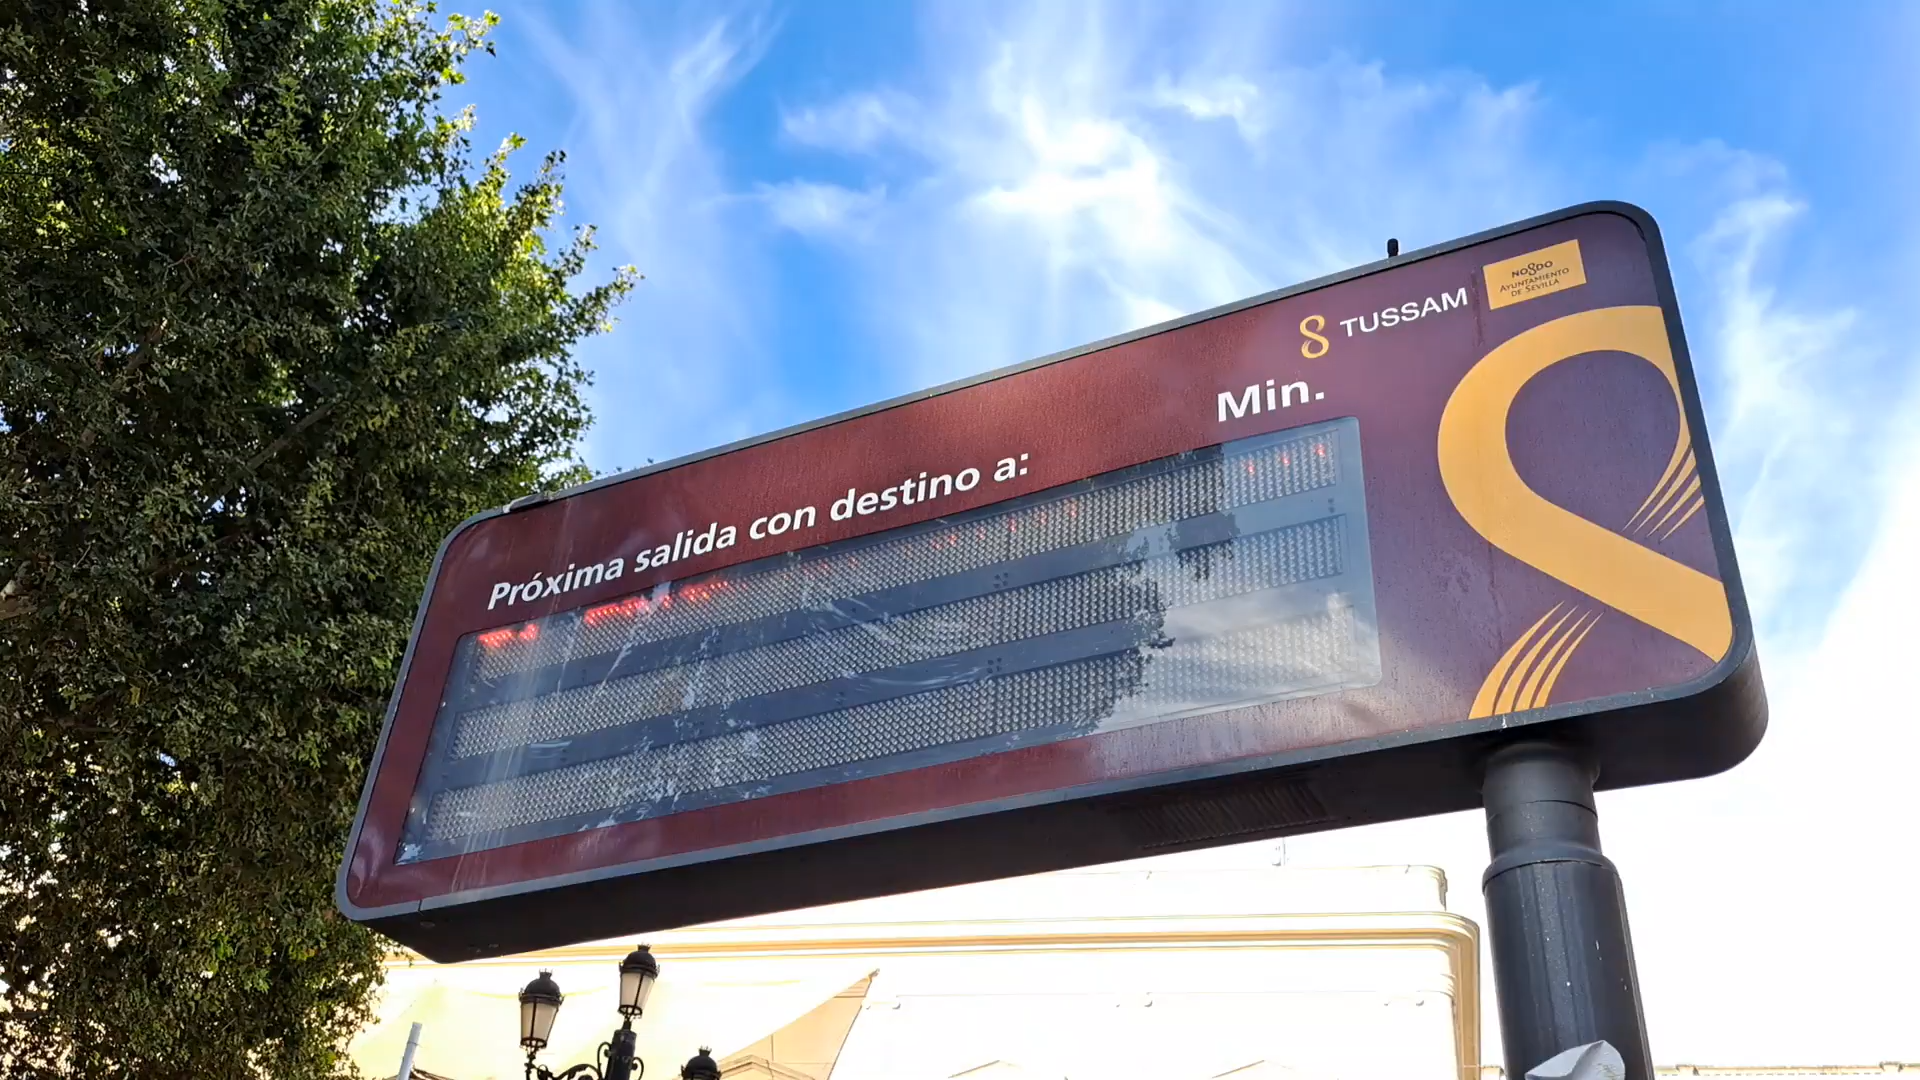 NO8DO
AYUNTAMIENTO
DE SEVILLA
TUSSAM
Min.
Próxima salida con destino a: